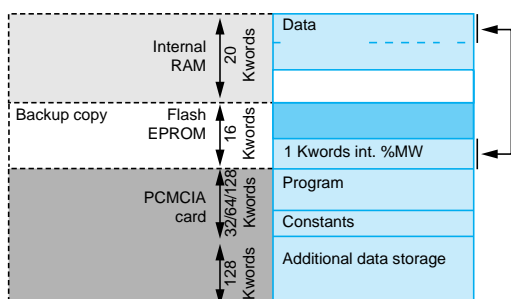 Data
Internal
RAM
20
Kwords
Backup copy
Flash
EPROM
16
Kwords
1 Kwords int. %MW
PCMCIA
card
32/64/128
Kwords
Program
Constants
128
Kwords
Additional data storage